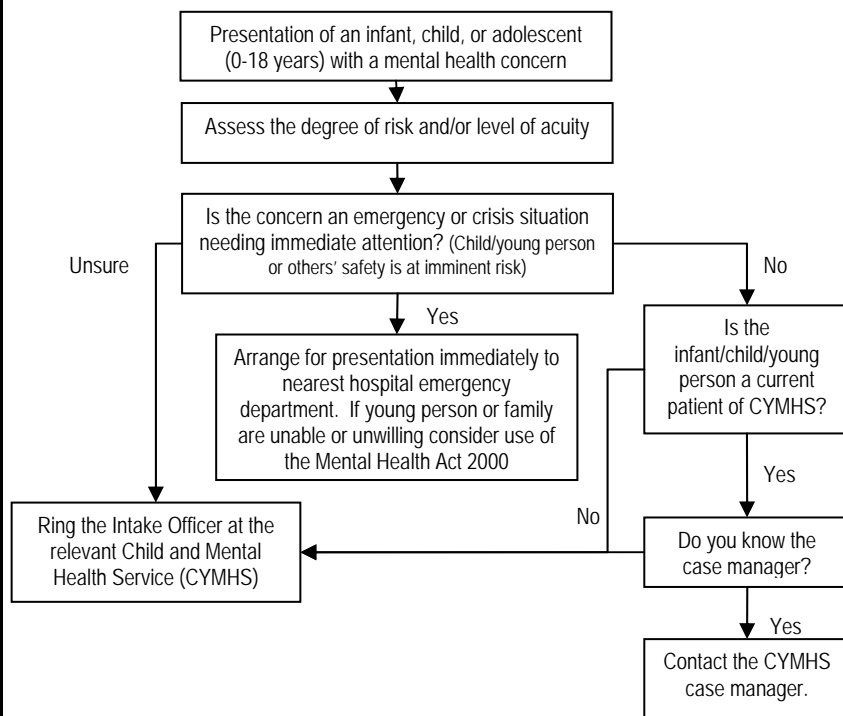 Presentation of an infant, child, or adolescent
(0-18 years) with a mental health concern
Assess the degree of risk and/or level of acuity
Is the concern an emergency or crisis situation
needing immediate attention? (Child/young person
or others' safety is at imminent risk)
Unsure
No
Yes
Arrange for presentation immediately to
nearest hospital emergency
department. If young person or family
are unable or unwilling consider use of
the Mental Health Act 2000
Is the
infant/child/young
person a current
patient of CYMHS?
Yes
No
Ring the Intake Officer at the
relevant Child and Mental
Health Service (CYMHS)
Do you know the
case manager?
Yes
Contact the CYMHS
case manager.